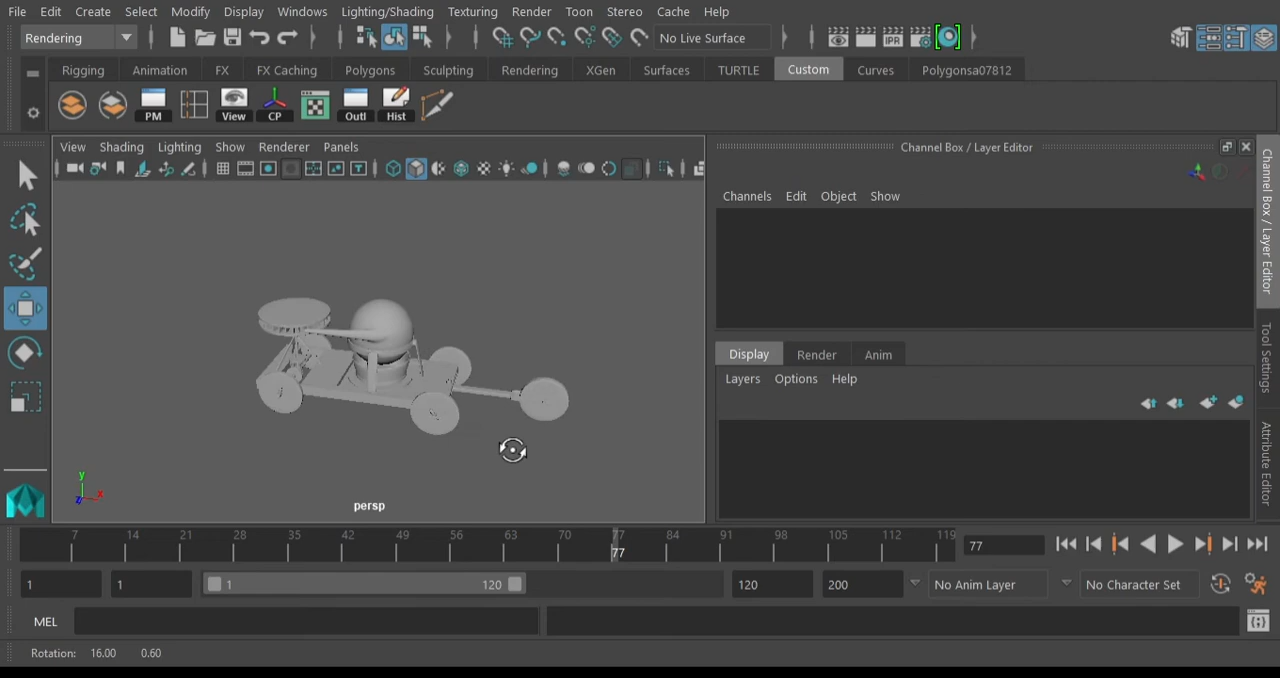 File Edit Create Select Modify Display Windows Lighting/Shading Texturing Render Toon Stereo Cache Help
Rendering No Live Surface IPR
Rigging Animation FX FX Caching Polygons Sculpting Rendering XGen Surfaces TURTLE Custom Curves Polygonsa07812
PM View CP Outl Hist
View Shading Lighting Show Renderer Panels
Channel Box / Layer Editor
Channels Edit Object Show
Display Render Anim
Layers Options Help
Channel Box / Layer Editor
Tool Settings
Attribute Editor
y
z x
persp
7 14 21 28 35 42 49 56 63 70 77 84 91 98 105 112 119
77
77
1 1 1 120 120 200 No Anim Layer No Character Set
MEL
Rotation: 16.00 0.60